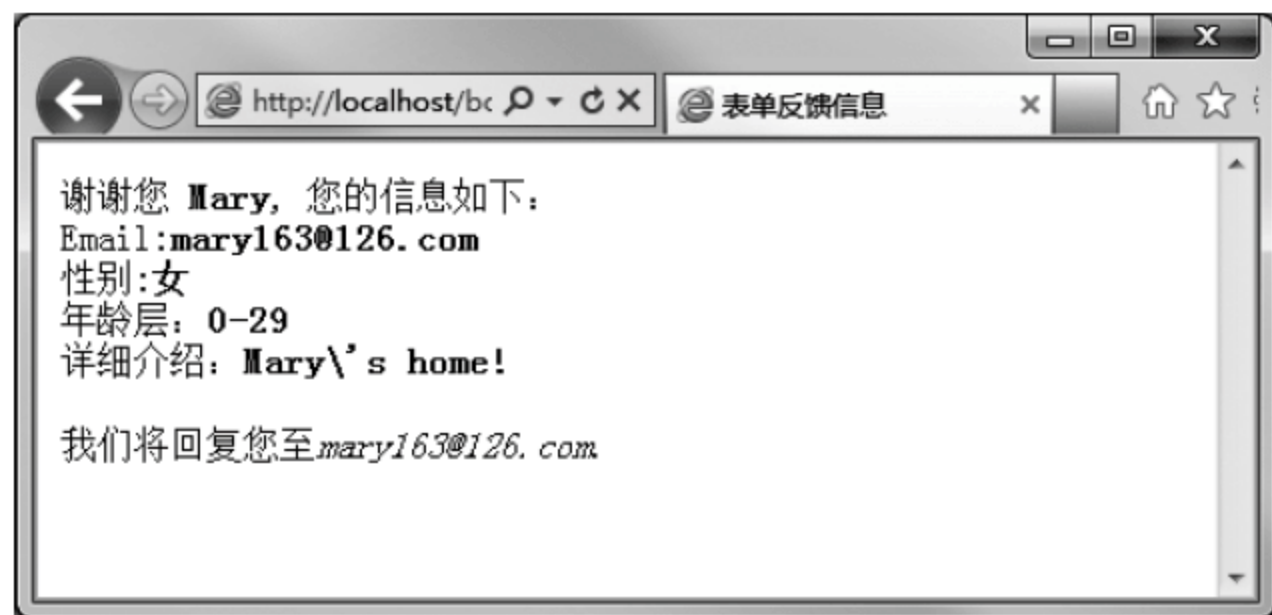 http://localhost/bc
表单反馈信息
谢谢您 Mary, 您的信息如下:
Email:mary163@126.com
性别:女
年龄层: 0-29
详细介绍: Mary\'s home!
我们将回复您至mary163@126.com.